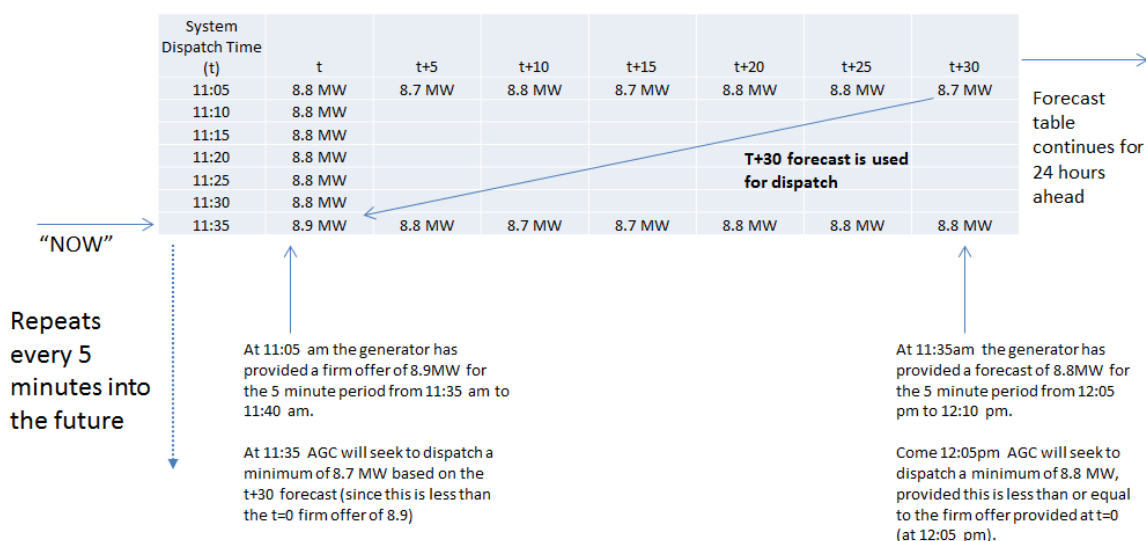 System
Dispatch Time
(t) t t+5 t+10 t+15 t+20 t+25 t+30
11:05 8.8 MW 8.7 MW 8.8 MW 8.7 MW 8.8 MW 8.8 MW 8.7 MW
11:10 8.8 MW
11:15 8.8 MW
11:20 8.8 MW
11:25 8.8 MW
11:30 8.8 MW
11:35 8.9 MW 8.8 MW 8.7 MW 8.7 MW 8.8 MW 8.8 MW 8.8 MW
T+30 forecast is used
for dispatch
Forecast
table
continues for
24 hours
ahead
“NOW”
Repeats
every 5
minutes into
the future
At 11:05 am the generator has
provided a firm offer of 8.9MW for
the 5 minute period from 11:35 am to
11:40 am.
At 11:35 AGC will seek to dispatch a
minimum of 8.7 MW based on the
t+30 forecast (since this is less than
the t=0 firm offer of 8.9)
At 11:35am the generator has
provided a forecast of 8.8MW for
the 5 minute period from 12:05
pm to 12:10 pm.
Come 12:05pm AGC will seek to
dispatch a minimum of 8.8 MW,
provided this is less than or equal
to the firm offer provided at t=0
(at 12:05 pm).